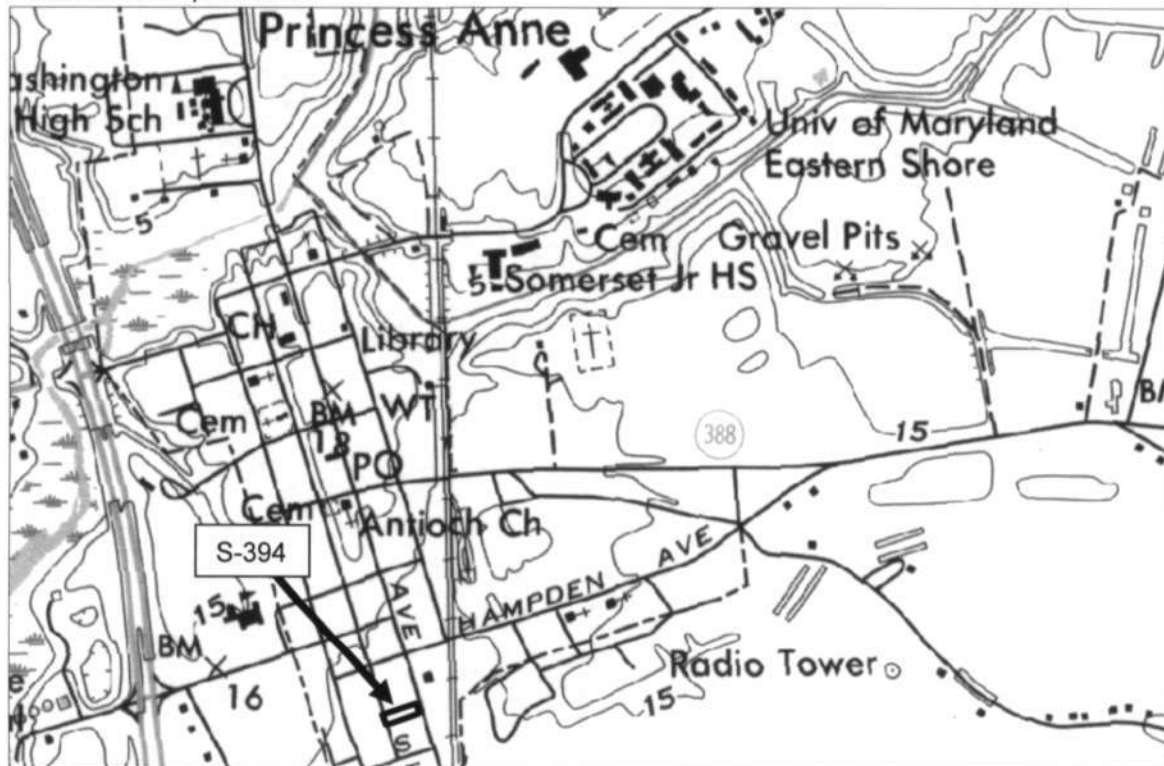 Princess Anne
ashington
High Sch
Univ of Maryland
Eastern Shore
5
Cem
Gravel Pits
5
Somerset Jr HS
CH
Library
Cem
BM
WT
BM
18
388
15
PO
Cem
Antioch Ch
S-394
AVE
HAMPDEN AVE
15
BM
16
Radio Tower
15
S